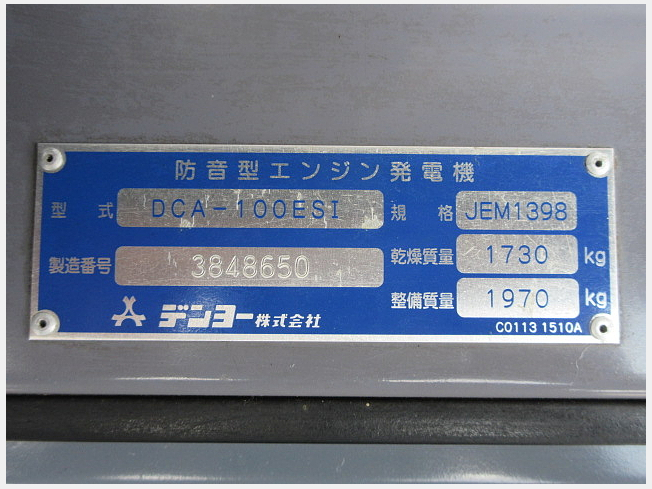 防音型エンジン発電機
型式 DCA-100ESI 規格 JEM1398
製造番号 3848650 乾燥質量 1730 kg
整備質量 1970 kg
デンヨー株式会社 C0113 1510A